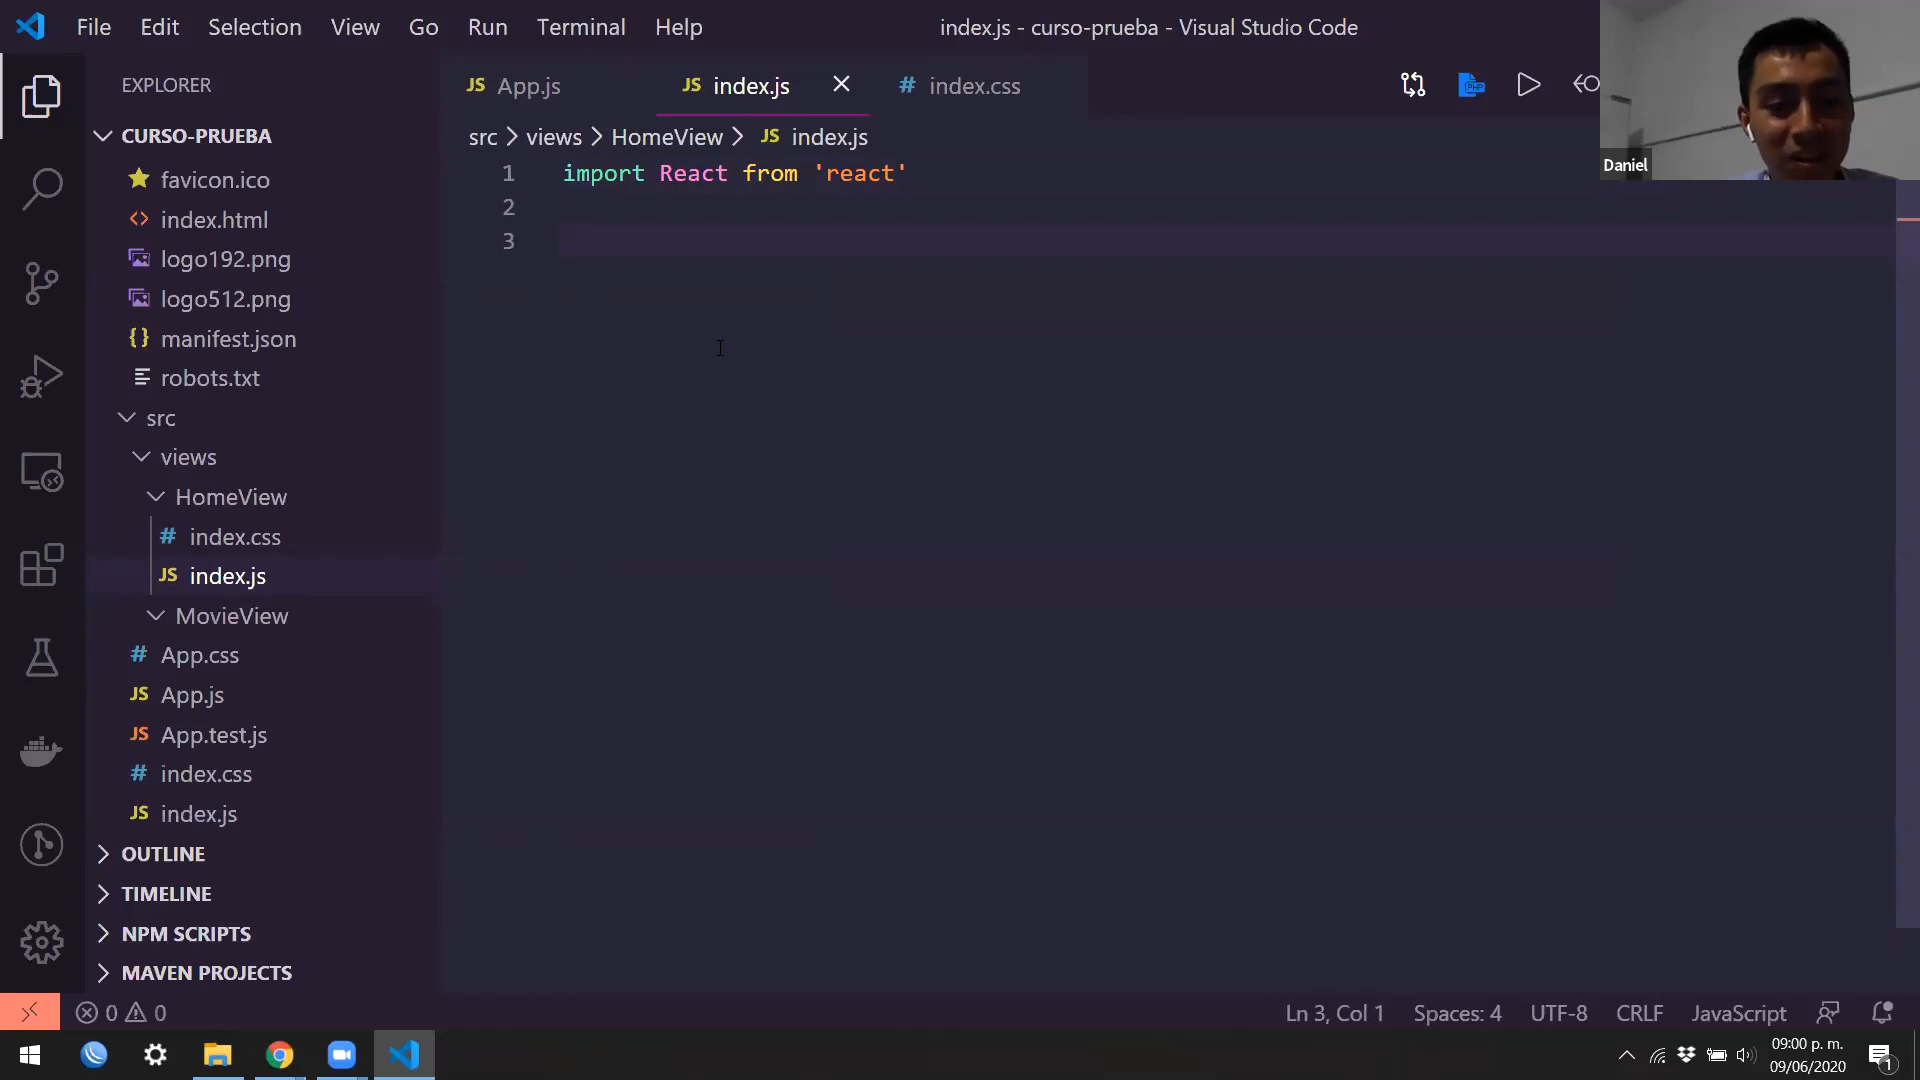 File Edit Selection View Go Run Terminal Help
index.js - curso-prueba - Visual Studio Code
EXPLORER
CURSO-PRUEBA
favicon.ico
<> index.html
logo192.png
logo512.png
{} manifest.json
robots.txt
src
views
HomeView
# index.css
JS index.js
MovieView
# App.css
JS App.js
JS App.test.js
# index.css
JS index.js
OUTLINE
TIMELINE
NPM SCRIPTS
MAVEN PROJECTS
JS App.js
JS index.js
# index.css
PHP
src > views > HomeView > JS index.js
1 import React from 'react'
2
3
Daniel
0 0
Ln 3, Col 1 Spaces: 4 UTF-8 CRLF JavaScript
09:00 p. m.
09/06/2020
1